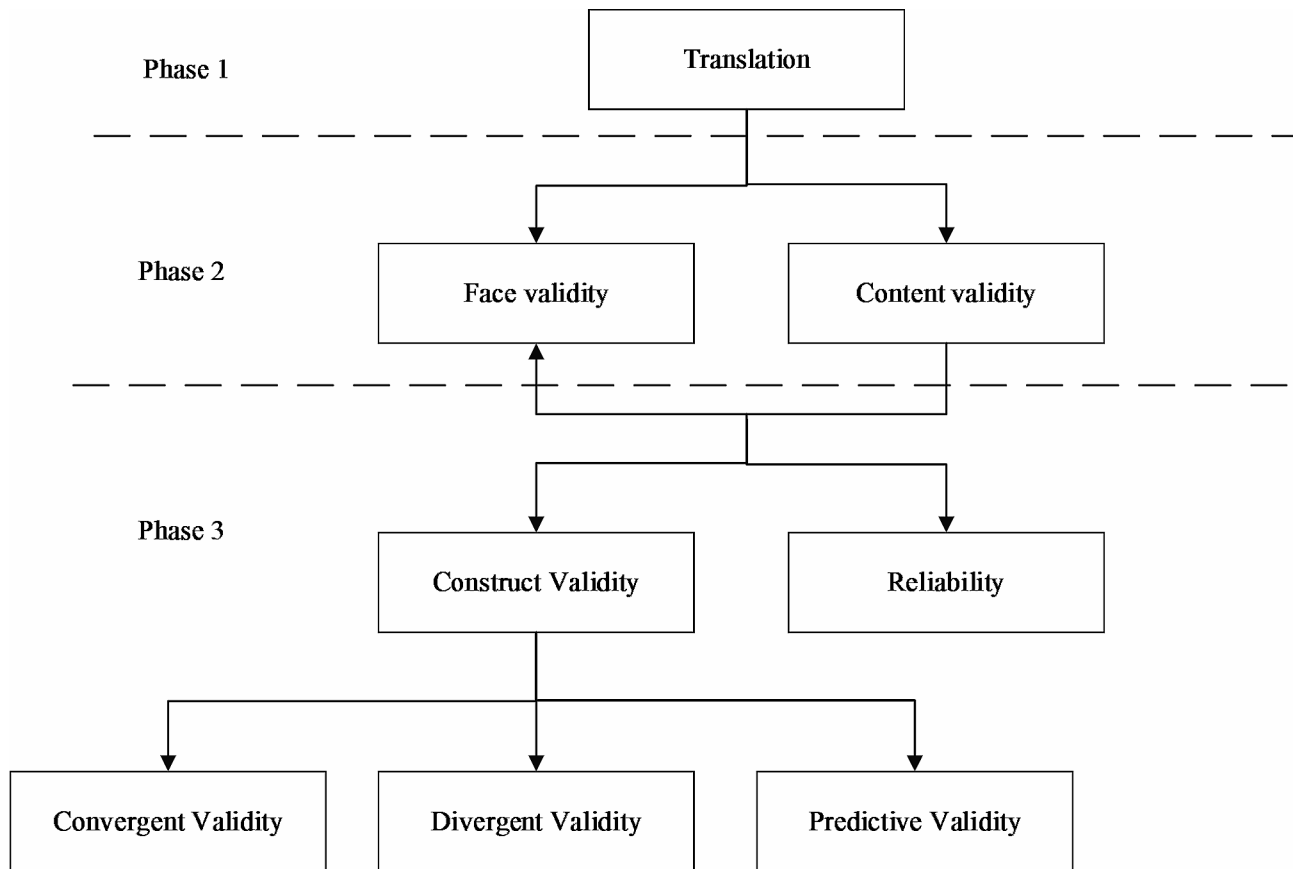 Translation
Phase 1
Phase 2
Face validity
Content validity
Phase 3
Construct Validity
Reliability
Convergent Validity
Divergent Validity
Predictive Validity